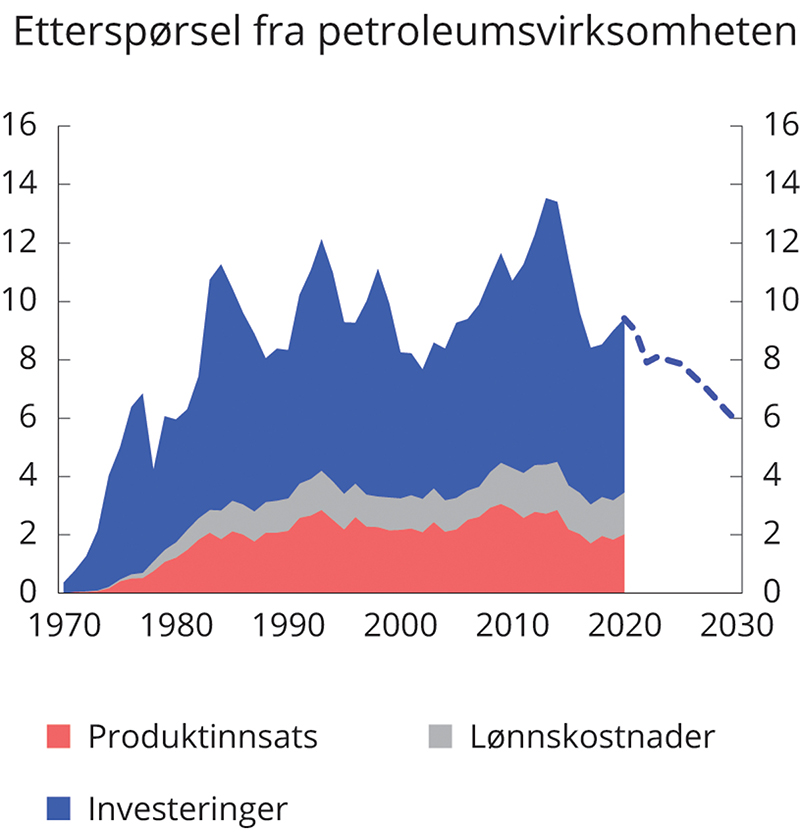 Etterspørsel fra petroleumsvirksomheten
16 16
14 14
12 12
10 10
8 8
6 6
4 4
2 2
0 0
1970 1980 1990 2000 2010 2020 2030
Produktinnsats Lønnskostnader
Investeringer